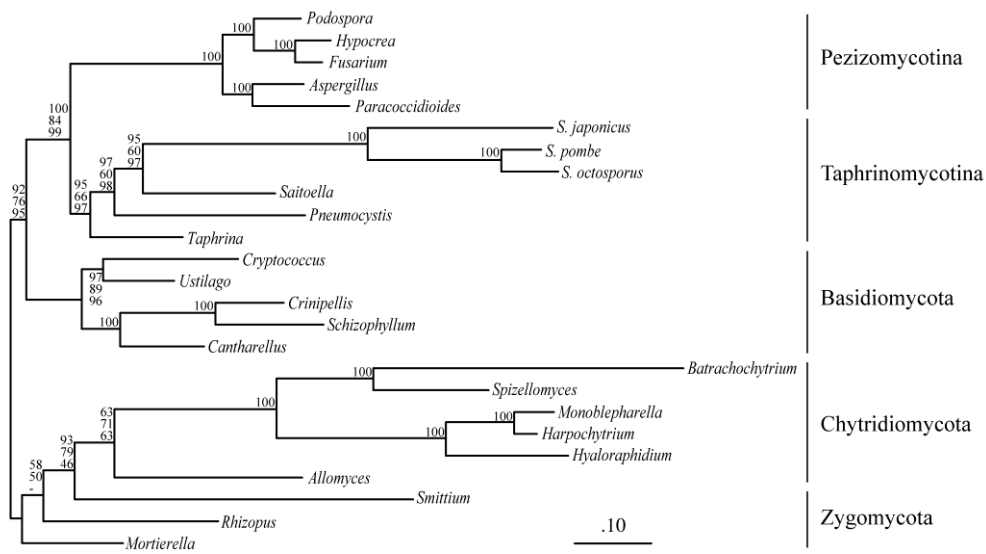 Podospora
100
Hypocrea
100
100
Fusarium
Pezizomycotina
Aspergillus
100
Paracoccidioides
100
84
99
S. japonicus
95
60
97
100
S. pombe
100
S. octosporus
97
60
98
Taphrinomycotina
95
66
97
Saitoella
92
76
95
Pneumocystis
Taphrina
Cryptococcus
97
89
96
Ustilago
Basidiomycota
Crinipellis
100
Schizophyllum
100
Cantharellus
Batrachochytrium
100
Spizellomyces
100
63
71
63
Monoblepharella
100
Harpochytrium
Chytridiomycota
100
Hyaloraphidium
93
79
46
Allomyces
58
50
-
Smittium
Rhizopus
Zygomycota
.10
Mortierella